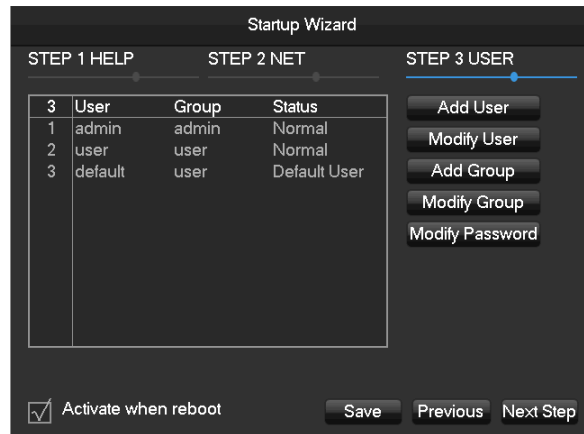 Startup Wizard
STEP 1 HELP STEP 2 NET STEP 3 USER
3 User Group Status
1 admin admin Normal
2 user user Normal
3 default user Default User
Add User
Modify User
Add Group
Modify Group
Modify Password
Activate when reboot
Save Previous Next Step